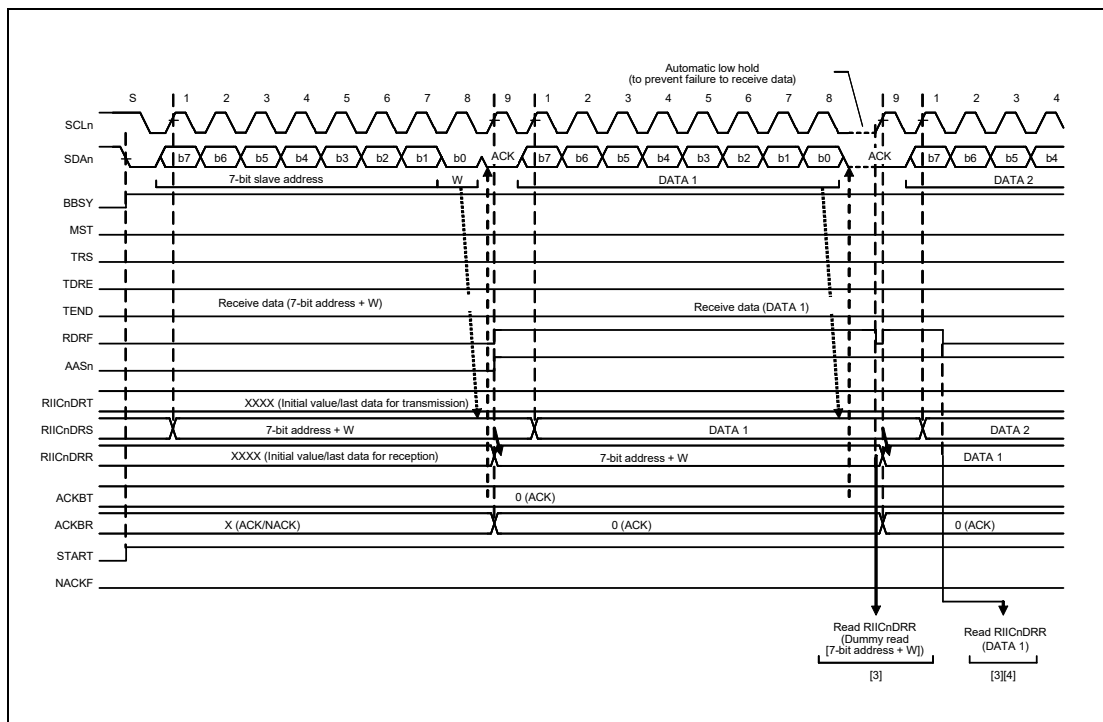 Automatic low hold
(to prevent failure to receive data)
S 1 2 3 4 5 6 7 8 9 1 2 3 4 5 6 7 8 9 1 2 3 4
SCLn
SDAn b7 b6 b5 b4 b3 b2 b1 b0 ACK b7 b6 b5 b4 b3 b2 b1 b0 ACK b7 b6 b5 b4
7-bit slave address W DATA 1 DATA 2
BBSY
MST
TRS
TDRE
Receive data (7-bit address + W) Receive data (DATA 1)
TEND
RDRF
AASn
RIICnDRT XXXX (Initial value/last data for transmission)
RIICnDRS 7-bit address + W DATA 1 DATA 2
RIICnDRR XXXX (Initial value/last data for reception) 7-bit address + W DATA 1
ACKBT 0 (ACK)
ACKBR X (ACK/NACK) 0 (ACK) 0 (ACK)
START
NACKF
Read RIICnDRR Read RIICnDRR
(Dummy read (DATA 1)
[7-bit address + W])
[3] [3][4]